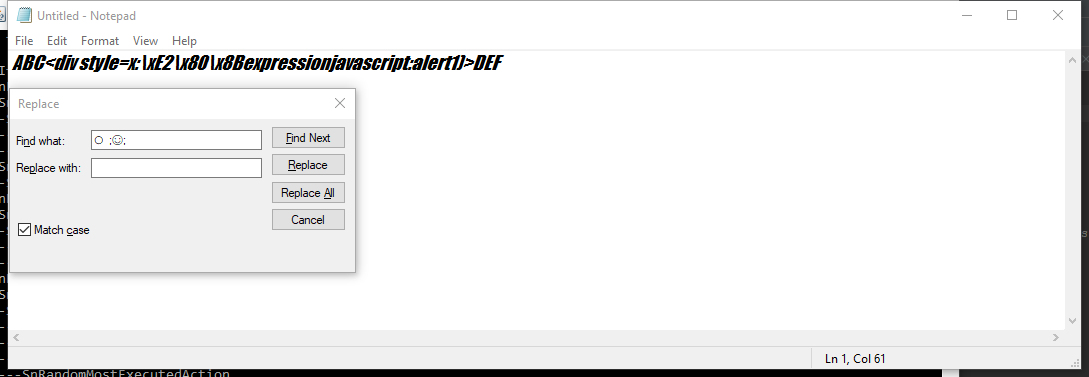 Untitled - Notepad
File Edit Format View Help
ABC<div style=x:\xE2\x80\x8Bexpressionjavascript:alert1)>DEF
Replace
Find what: ○ ;☺;
Find Next
Replace with:
Replace
Replace All
Cancel
Match case
Ln 1, Col 61
---SnRandomMostExecutedAction